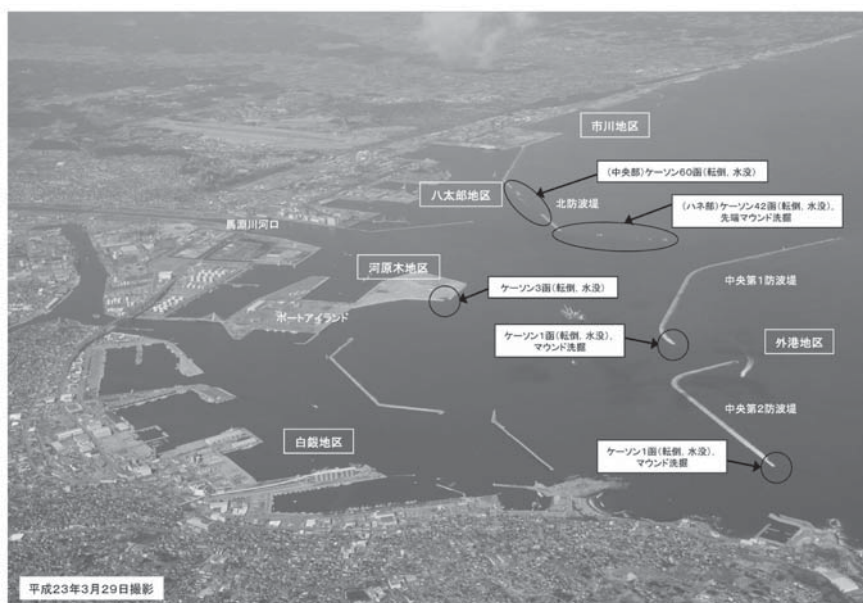 市川地区
(中央部)ケーソン60函(転倒, 水没)
八太郎地区
北防波堤
(ハネ部)ケーソン42函(転倒, 水没),
先端マウンド洗掘
馬淵川河口
河原木地区
中央第1防波堤
ケーソン3函(転倒, 水没)
ポートアイランド
ケーソン1函(転倒, 水没),
マウンド洗掘
外港地区
中央第2防波堤
白銀地区
ケーソン1函(転倒, 水没),
マウンド洗掘
平成23年3月29日撮影